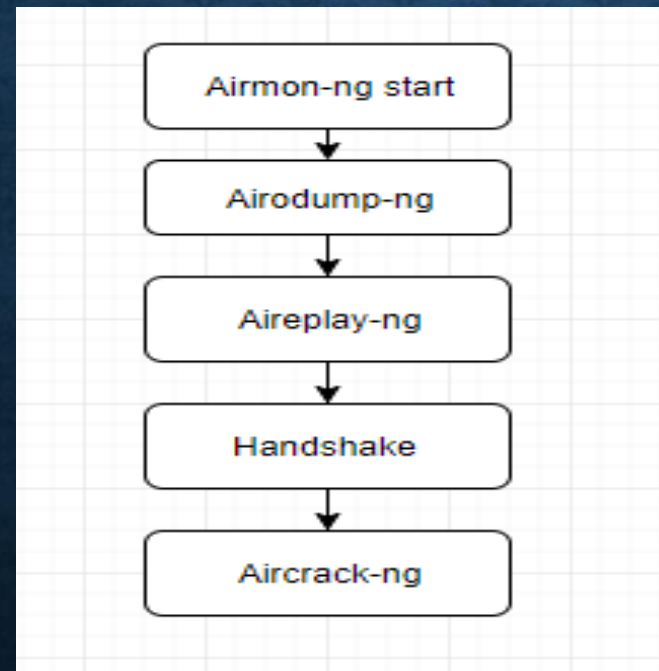 Airmon-ng start
Airodump-ng
Aireplay-ng
Handshake
Aircrack-ng